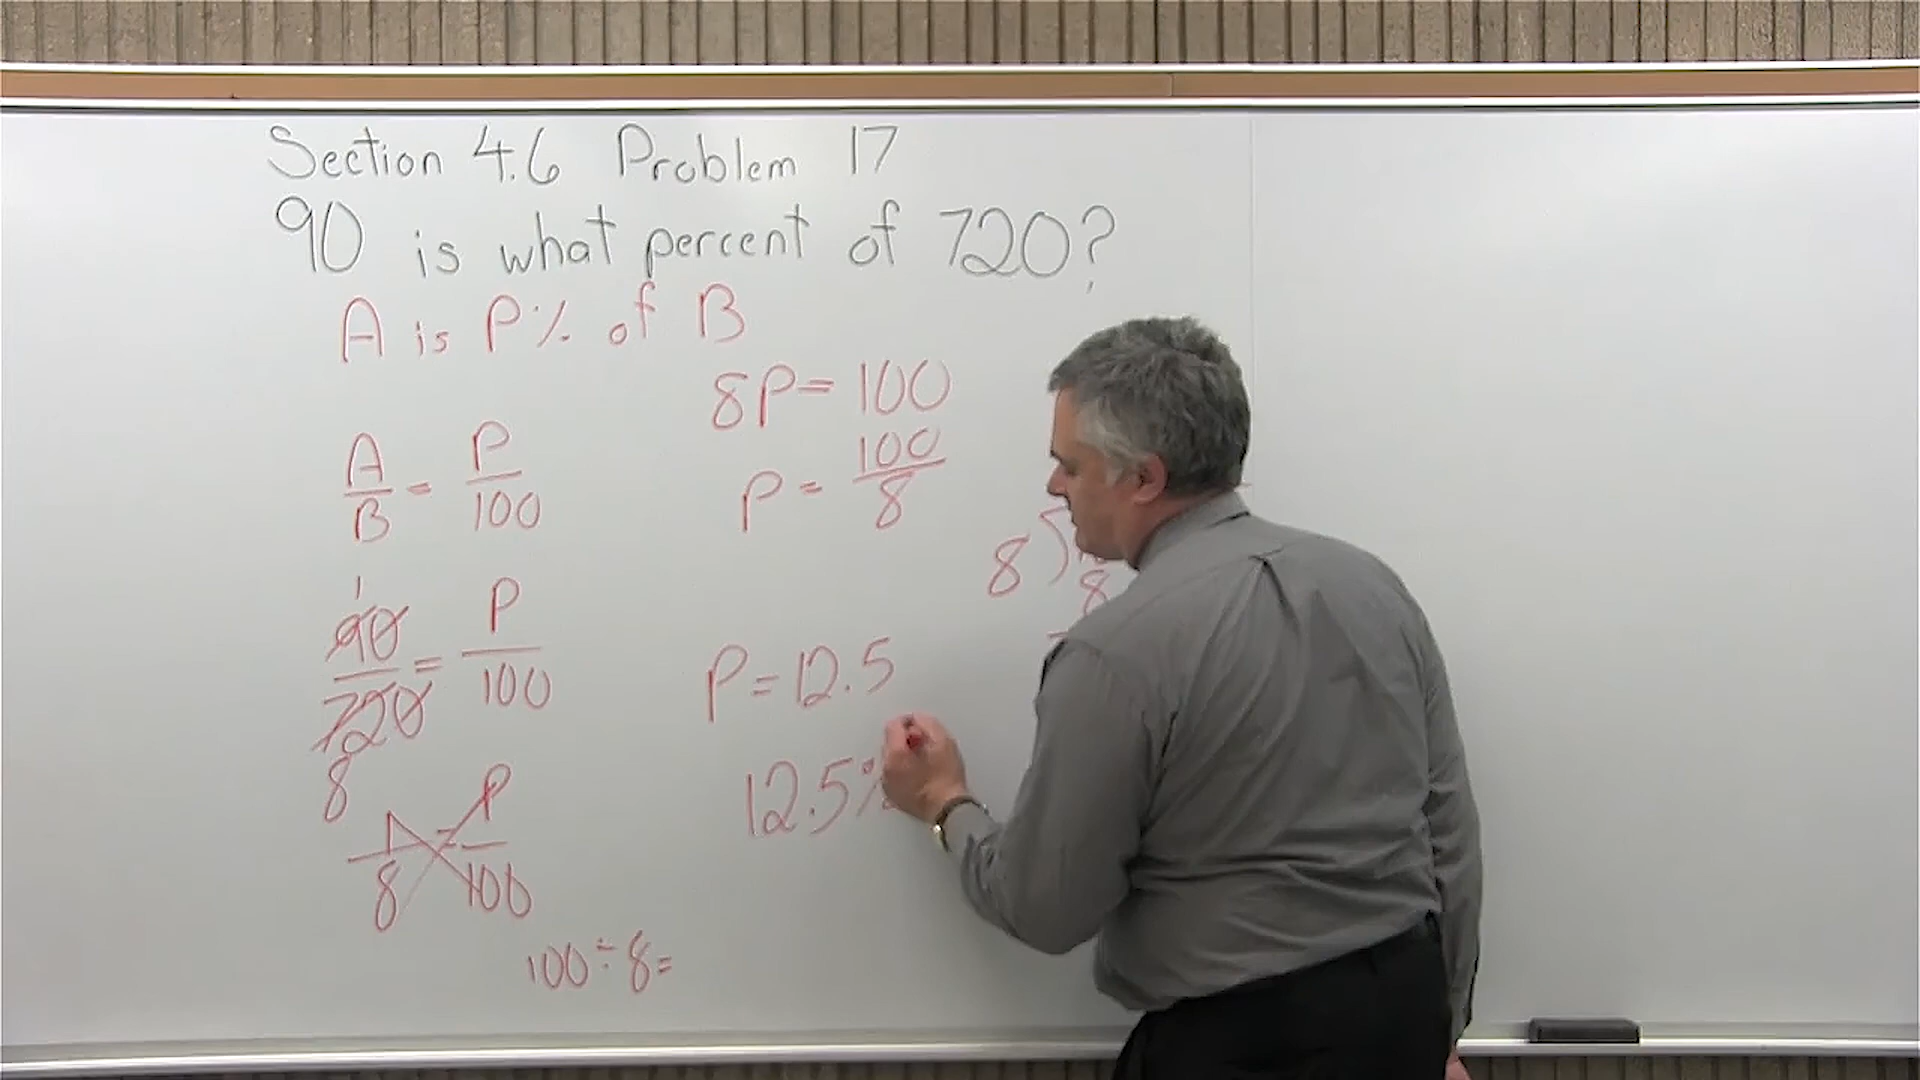 Section 4.6 Problem 17
90 is what percent of 720?
A is P% of B
A/B = P/100
1
90/720 = P/100
8
1/8 = P/100
100 ÷ 8 =
8P = 100
P = 100/8
P = 12.5
12.5%
8
8